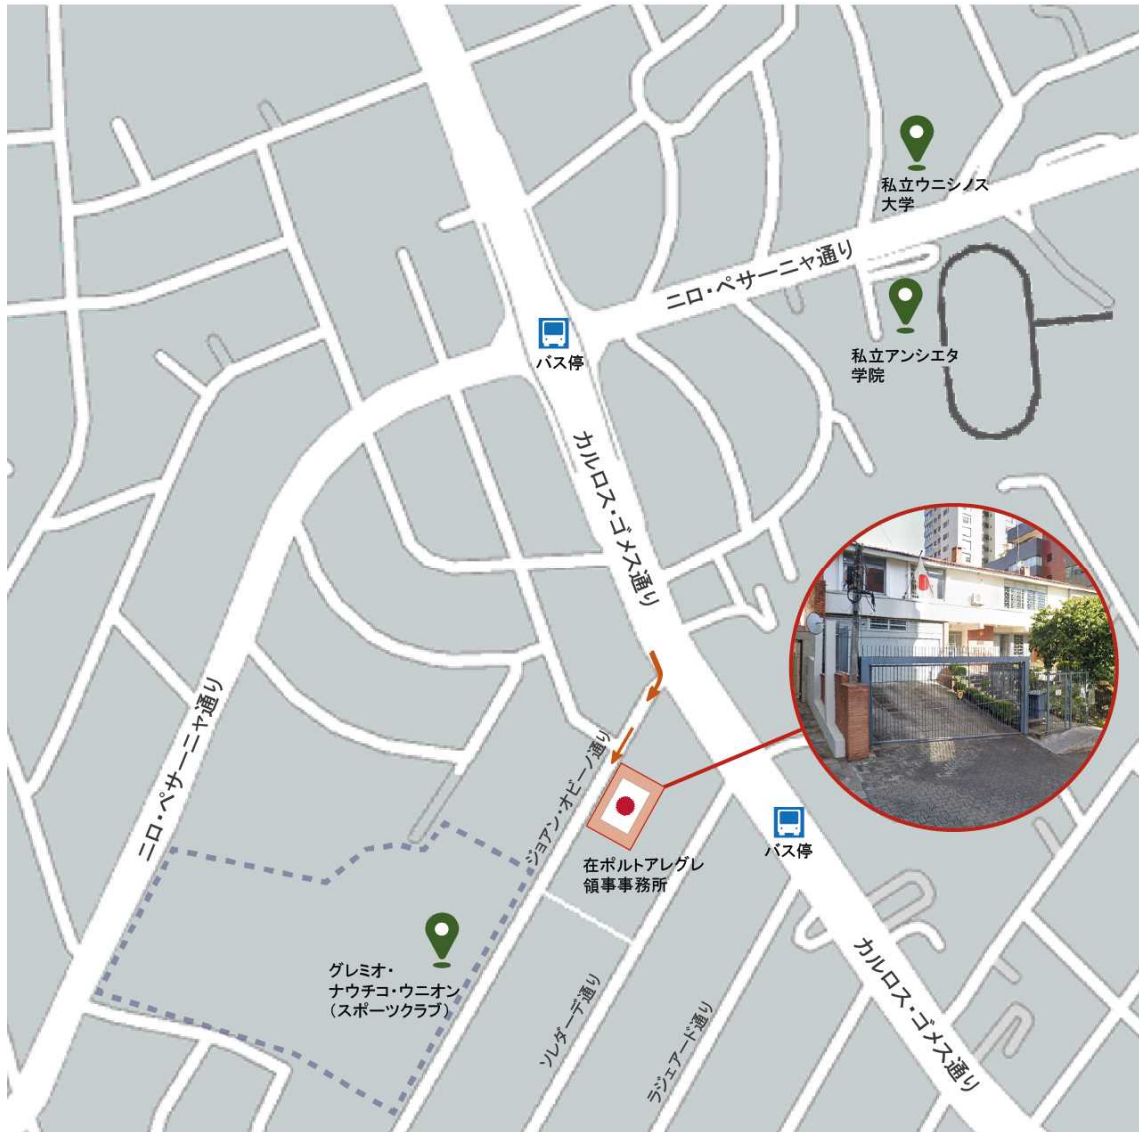 私立ウニシノス
大学
ニロ・ペサーニャ通り
私立アンシエタ
学院
バス停
カルロス・ゴメス通り
ニロ・ペサーニャ通り
ジョアン・オビーノ通り
バス停
在ポルトアレグレ
領事事務所
グレミオ・
ナウチコ・ウニオン
（スポーツクラブ）
ソレダーデ通り
ラジェアード通り
カルロス・ゴメス通り